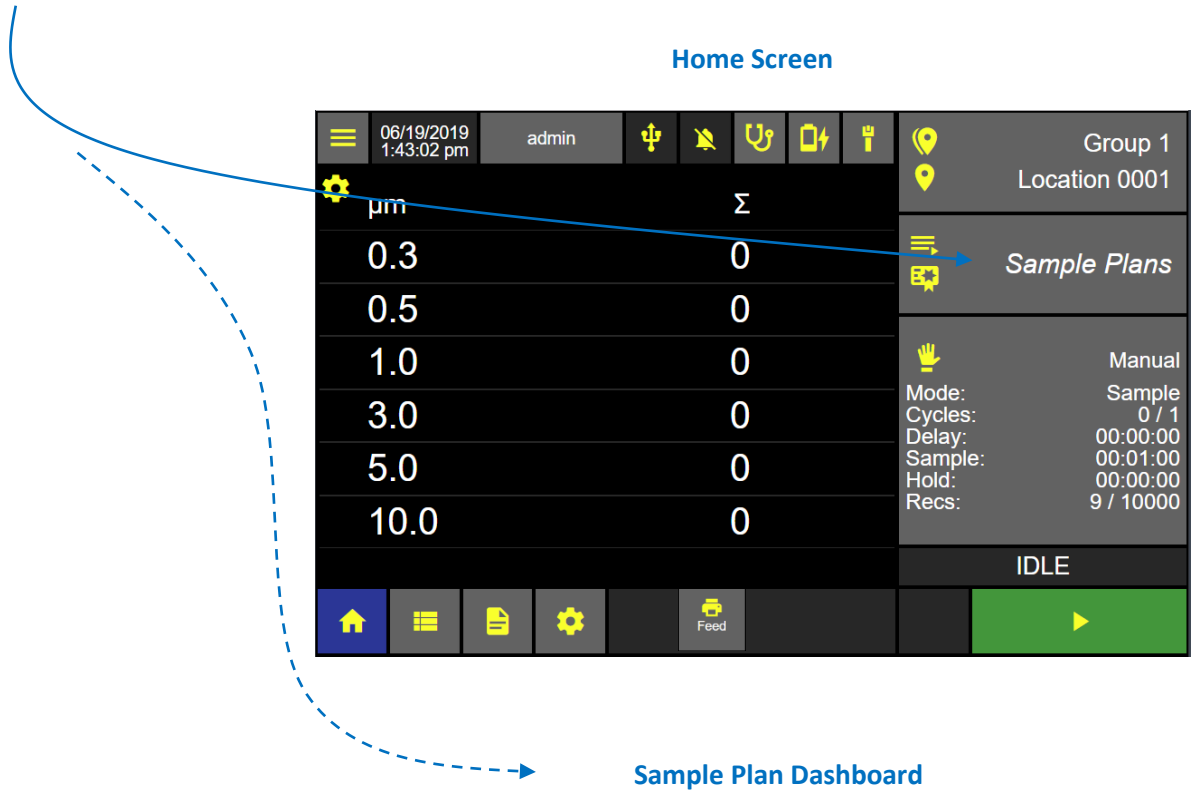 Home Screen
06/19/2019
1:43:02 pm
admin
Group 1
Location 0001
µm Σ
0.3 0
0.5 0
1.0 0
3.0 0
5.0 0
10.0 0
Sample Plans
Manual
Mode: Sample
Cycles: 0 / 1
Delay: 00:00:00
Sample: 00:01:00
Hold: 00:00:00
Recs: 9 / 10000
IDLE
Feed
Sample Plan Dashboard